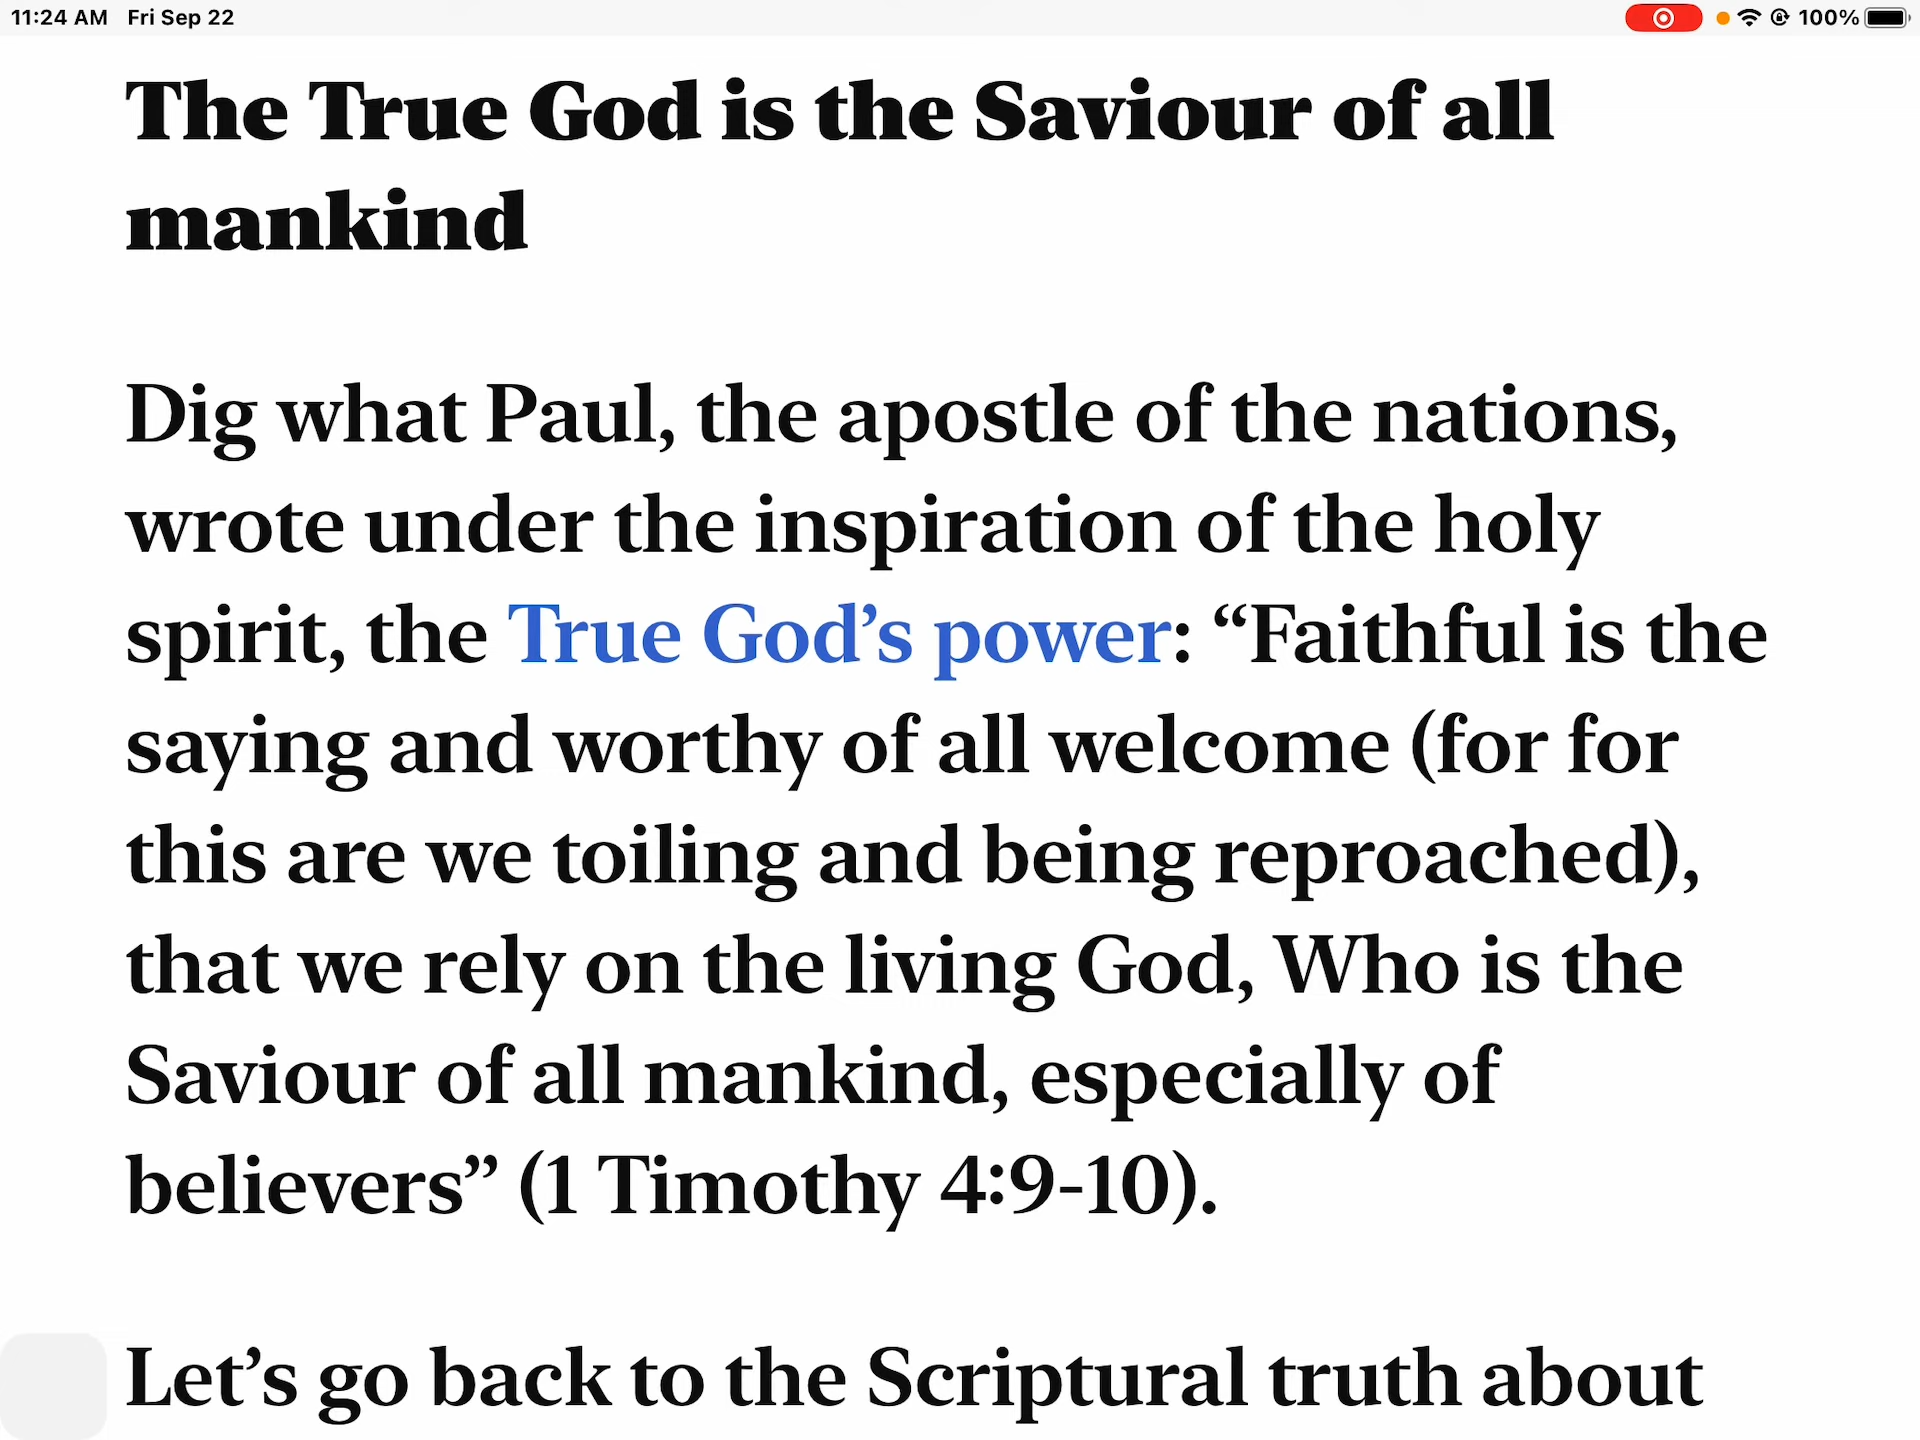 11:24 AM Fri Sep 22 100%
The True God is the Saviour of all
mankind
Dig what Paul, the apostle of the nations,
wrote under the inspiration of the holy
spirit, the True God’s power: “Faithful is the
saying and worthy of all welcome (for for
this are we toiling and being reproached),
that we rely on the living God, Who is the
Saviour of all mankind, especially of
believers” (1 Timothy 4:9-10).
Let’s go back to the Scriptural truth about